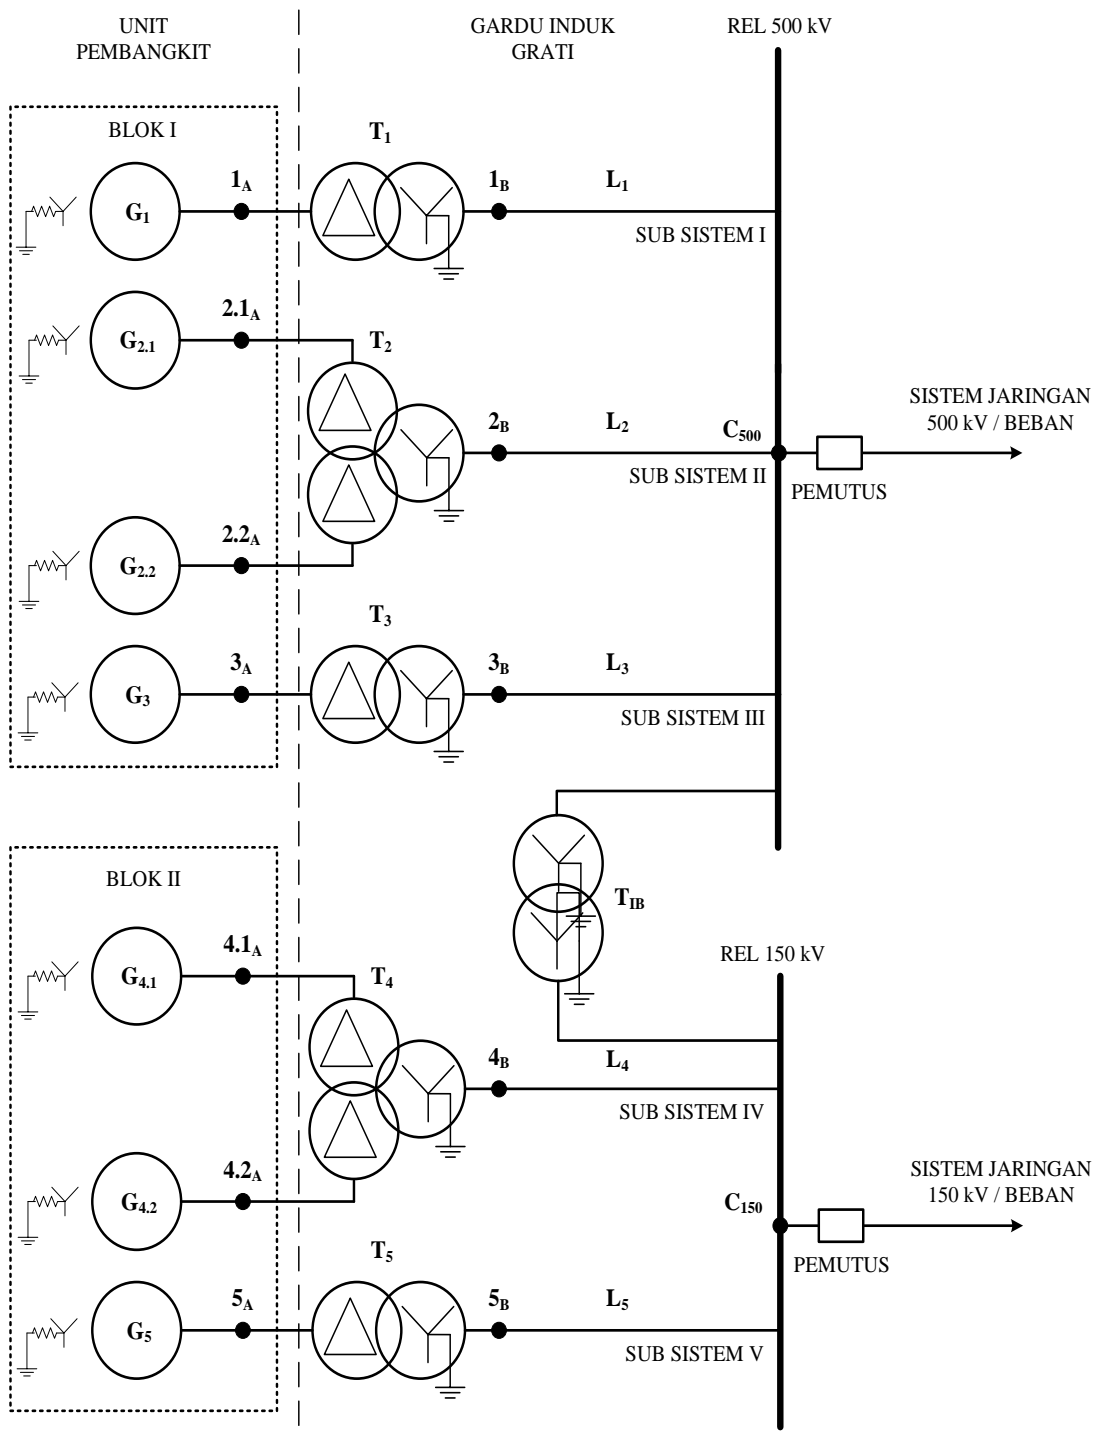 UNIT
PEMBANGKIT
GARDU INDUK
GRATI
REL 500 kV
BLOK I
T1
G1
1A
1B
L1
SUB SISTEM I
G2.1
2.1A
T2
2B
L2
C500
SUB SISTEM II
PEMUTUS
SISTEM JARINGAN
500 kV / BEBAN
G2.2
2.2A
T3
G3
3A
3B
L3
SUB SISTEM III
BLOK II
TIB
REL 150 kV
G4.1
4.1A
T4
4B
L4
SUB SISTEM IV
G4.2
4.2A
C150
PEMUTUS
SISTEM JARINGAN
150 kV / BEBAN
T5
G5
5A
5B
L5
SUB SISTEM V